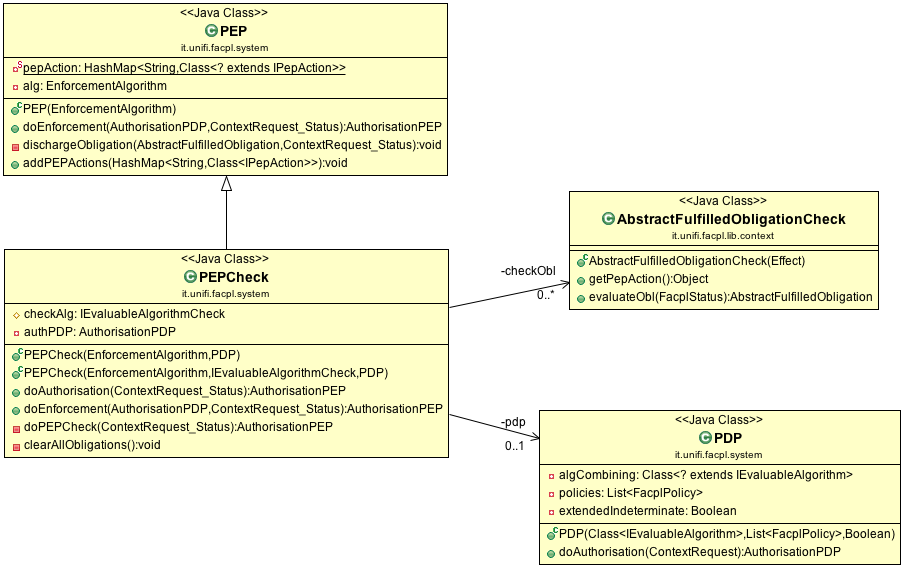 <<Java Class>>
PEP
it.unifi.facpl.system
pepAction: HashMap<String,Class<? extends IPepAction>>
alg: EnforcementAlgorithm
PEP(EnforcementAlgorithm)
doEnforcement(AuthorisationPDP,ContextRequest_Status):AuthorisationPEP
dischargeObligation(AbstractFulfilledObligation,ContextRequest_Status):void
addPEPActions(HashMap<String,Class<IPepAction>>):void
<<Java Class>>
PEPCheck
it.unifi.facpl.system
checkAlg: IEvaluableAlgorithmCheck
authPDP: AuthorisationPDP
PEPCheck(EnforcementAlgorithm,PDP)
PEPCheck(EnforcementAlgorithm,IEvaluableAlgorithmCheck,PDP)
doAuthorisation(ContextRequest_Status):AuthorisationPEP
doEnforcement(AuthorisationPDP,ContextRequest_Status):AuthorisationPEP
doPEPCheck(ContextRequest_Status):AuthorisationPEP
clearAllObligations():void
-checkObl
0..*
<<Java Class>>
AbstractFulfilledObligationCheck
it.unifi.facpl.lib.context
AbstractFulfilledObligationCheck(Effect)
getPepAction():Object
evaluateObl(FacplStatus):AbstractFulfilledObligation
-pdp
0..1
<<Java Class>>
PDP
it.unifi.facpl.system
algCombining: Class<? extends IEvaluableAlgorithm>
policies: List<FacplPolicy>
extendedIndeterminate: Boolean
PDP(Class<IEvaluableAlgorithm>,List<FacplPolicy>,Boolean)
doAuthorisation(ContextRequest):AuthorisationPDP